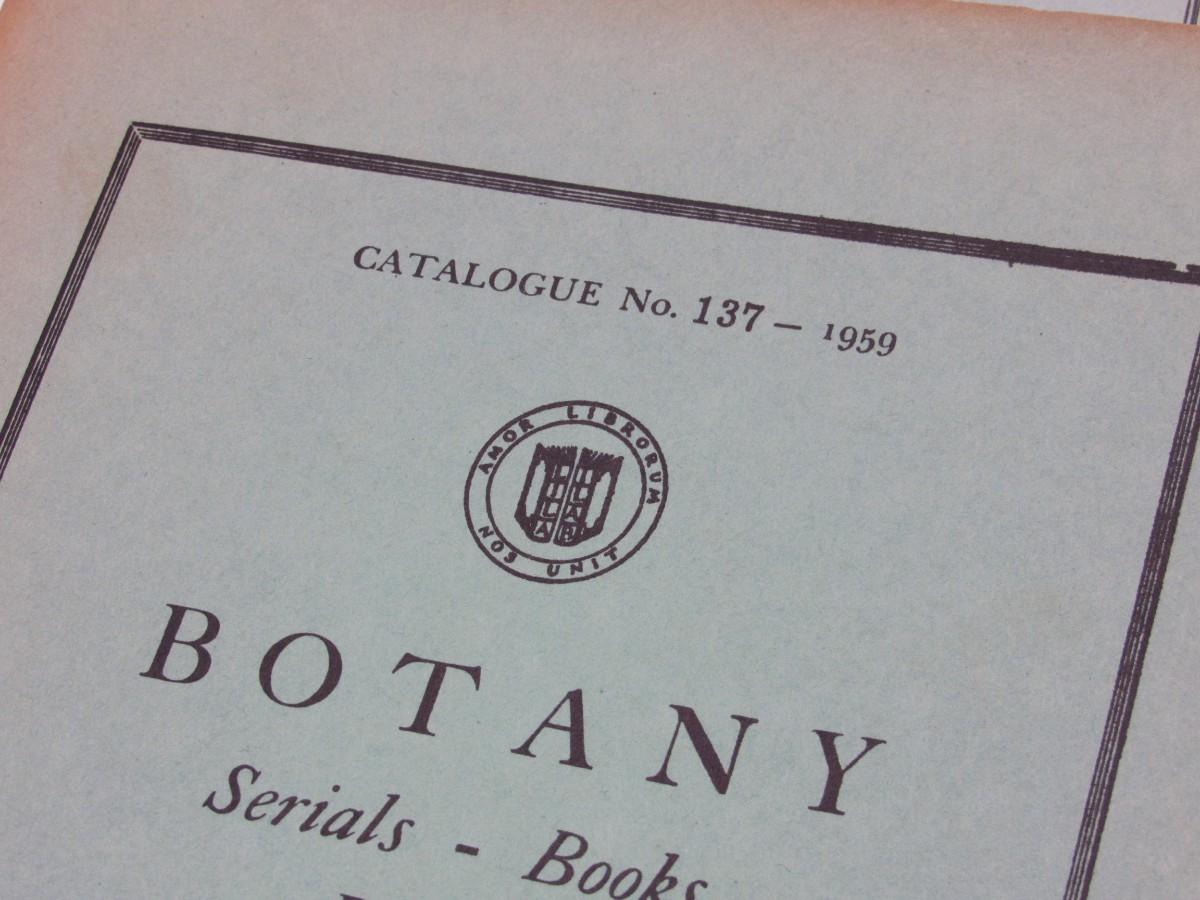 CATALOGUE No. 137 – 1959
AMOR LIBRORUM
NOS UNIT
BOTANY
Serials - Books